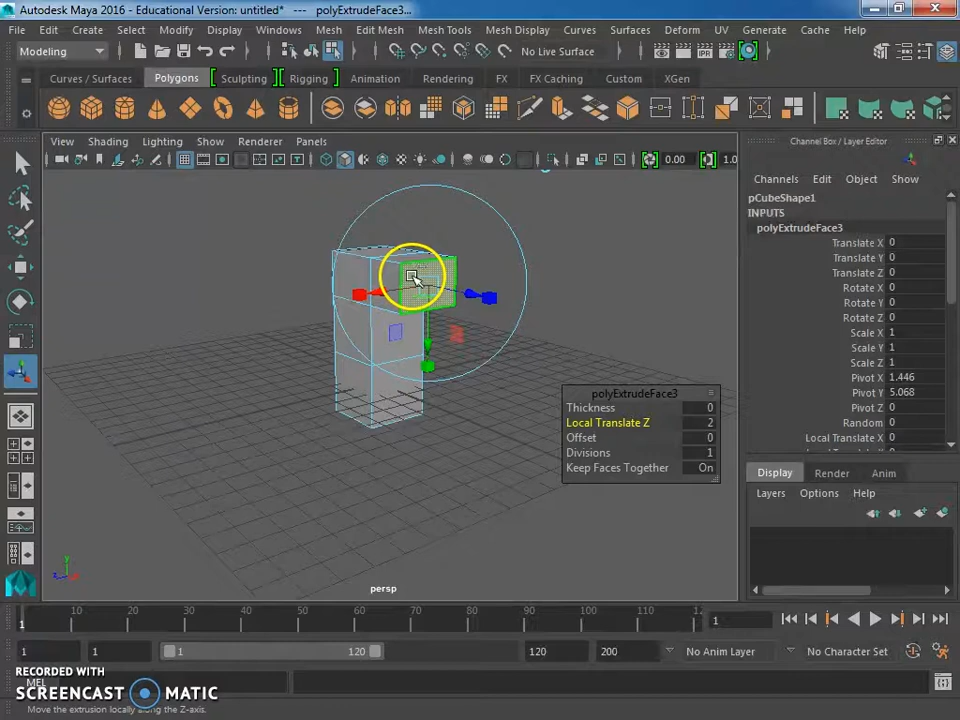 Autodesk Maya 2016 - Educational Version: untitled*   ---   polyExtrudeFace3...
File Edit Create Select Modify Display Windows Mesh Edit Mesh Mesh Tools Mesh Display Curves Surfaces Deform UV Generate Cache Help
Modeling No Live Surface
Curves / Surfaces Polygons Sculpting Rigging Animation Rendering FX FX Caching Custom XGen
View Shading Lighting Show Renderer Panels
0.00 1.0
Channel Box / Layer Editor
Channels Edit Object Show
pCubeShape1
INPUTS
polyExtrudeFace3
Translate X 0
Translate Y 0
Translate Z 0
Rotate X 0
Rotate Y 0
Rotate Z 0
Scale X 1
Scale Y 1
Scale Z 1
Pivot X 1.446
Pivot Y 5.068
Pivot Z 0
Random 0
Local Translate X 0
polyExtrudeFace3
Thickness 0
Local Translate Z 2
Offset 0
Divisions 1
Keep Faces Together On
Display Render Anim
Layers Options Help
y
z x
persp
10 20 30 40 50 60 70 80 90 100 110 12
1
1
1 1 1 120 120 200 No Anim Layer No Character Set
RECORDED WITH
MEL
SCREENCAST MATIC
Move the extrusion locally along the Z-axis.